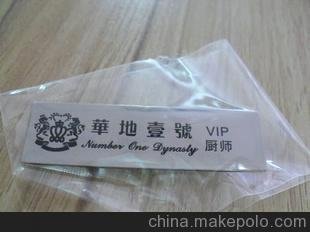 華地壹號 VIP
Number One Dynasty 厨师
china.makepolo.com